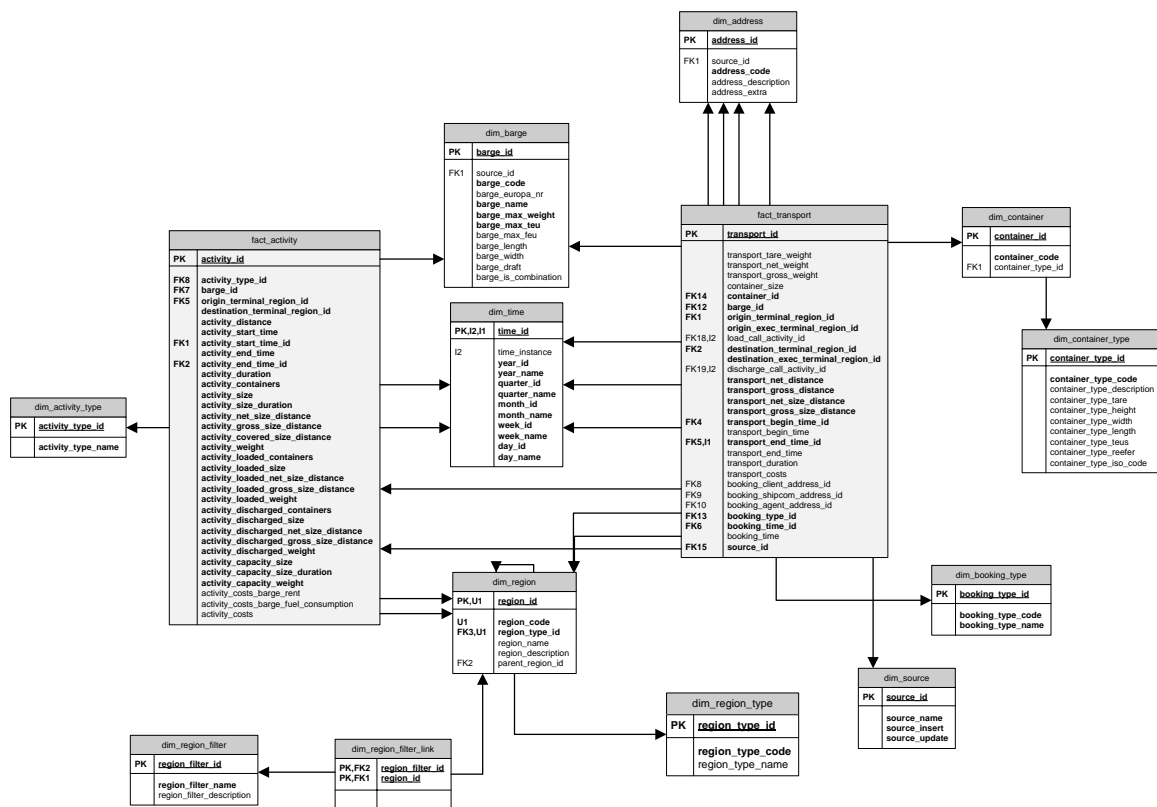 dim_address
PK address_id
FK1 source_id
address_code
address_description
address_extra
dim_barge
PK barge_id
FK1 source_id
barge_code
barge_europa_nr
barge_name
barge_max_weight
barge_max_teu
barge_max_feu
barge_length
barge_width
barge_draft
barge_is_combination
fact_transport
PK transport_id
transport_tare_weight
transport_net_weight
transport_gross_weight
container_size
FK14 container_id
FK12 barge_id
FK1 origin_terminal_region_id
origin_exec_terminal_region_id
FK18,I2 load_call_activity_id
FK2 destination_terminal_region_id
destination_exec_terminal_region_id
FK19,I2 discharge_call_activity_id
transport_net_distance
transport_gross_distance
transport_net_size_distance
transport_gross_size_distance
FK4 transport_begin_time_id
transport_begin_time
FK5,I1 transport_end_time_id
transport_end_time
transport_duration
transport_costs
FK8 booking_client_address_id
FK9 booking_shipcom_address_id
FK10 booking_agent_address_id
FK13 booking_type_id
FK6 booking_time_id
booking_time
FK15 source_id
dim_container
PK container_id
container_code
FK1 container_type_id
fact_activity
PK activity_id
FK8 activity_type_id
FK7 barge_id
FK5 origin_terminal_region_id
destination_terminal_region_id
activity_distance
activity_start_time
FK1 activity_start_time_id
activity_end_time
FK2 activity_end_time_id
activity_duration
activity_containers
activity_size
activity_size_duration
activity_net_size_distance
activity_gross_size_distance
activity_covered_size_distance
activity_weight
activity_loaded_containers
activity_loaded_size
activity_loaded_net_size_distance
activity_loaded_gross_size_distance
activity_loaded_weight
activity_discharged_containers
activity_discharged_size
activity_discharged_net_size_distance
activity_discharged_gross_size_distance
activity_discharged_weight
activity_capacity_size
activity_capacity_size_duration
activity_capacity_weight
activity_costs_barge_rent
activity_costs_barge_fuel_consumption
activity_costs
dim_time
PK,I2,I1 time_id
I2 time_instance
year_id
year_name
quarter_id
quarter_name
month_id
month_name
week_id
week_name
day_id
day_name
dim_container_type
PK container_type_id
container_type_code
container_type_description
container_type_tare
container_type_height
container_type_width
container_type_length
container_type_teus
container_type_reefer
container_type_iso_code
dim_activity_type
PK activity_type_id
activity_type_name
dim_region
PK,U1 region_id
U1 region_code
FK3,U1 region_type_id
region_name
region_description
FK2 parent_region_id
dim_booking_type
PK booking_type_id
booking_type_code
booking_type_name
dim_source
PK source_id
source_name
source_insert
source_update
dim_region_type
PK region_type_id
region_type_code
region_type_name
dim_region_filter
PK region_filter_id
region_filter_name
region_filter_description
dim_region_filter_link
PK,FK2 region_filter_id
PK,FK1 region_id